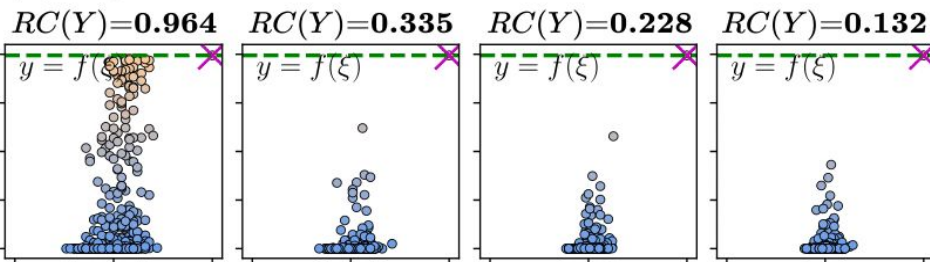 RC(Y)=0.964 RC(Y)=0.335 RC(Y)=0.228 RC(Y)=0.132
y = f(ξ) y = f(ξ) y = f(ξ) y = f(ξ)